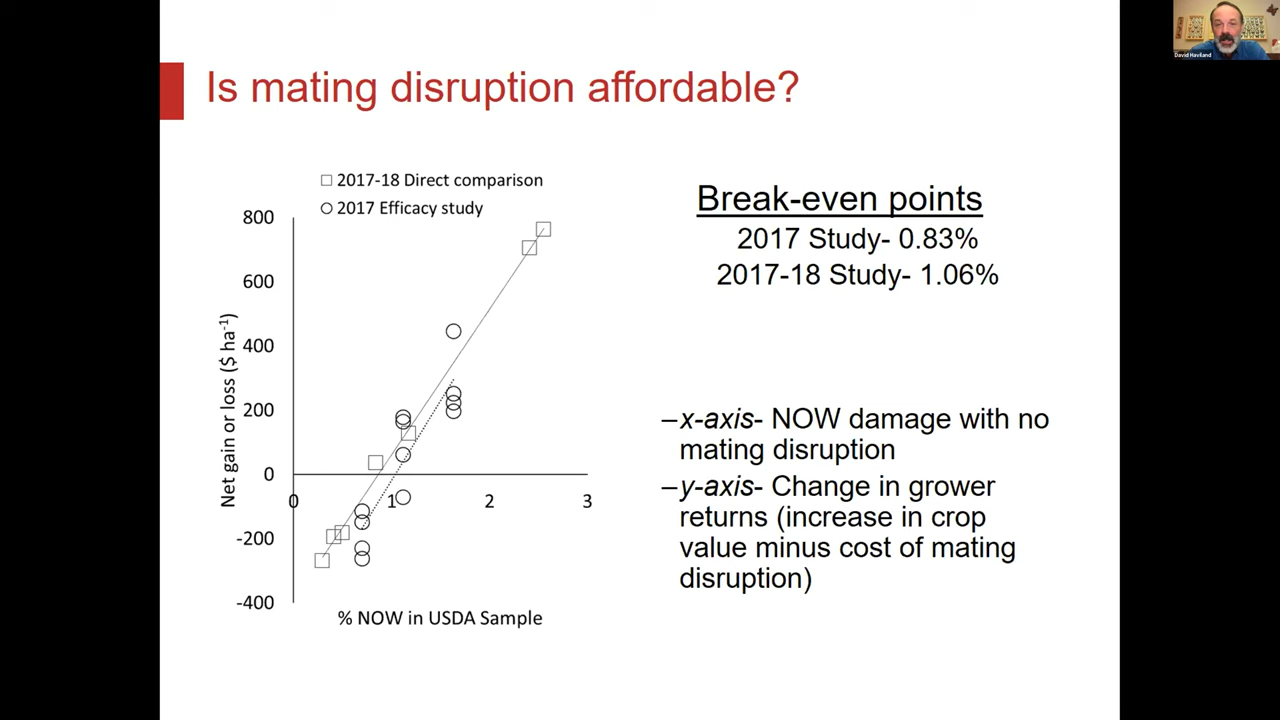 David Haviland
Is mating disruption affordable?
2017-18 Direct comparison
2017 Efficacy study
800
600
400
200
0
-200
-400
0
1
2
3
Net gain or loss ($ ha⁻¹)
% NOW in USDA Sample
Break-even points
2017 Study- 0.83%
2017-18 Study- 1.06%
–x-axis- NOW damage with no
mating disruption
–y-axis- Change in grower
returns (increase in crop
value minus cost of mating
disruption)